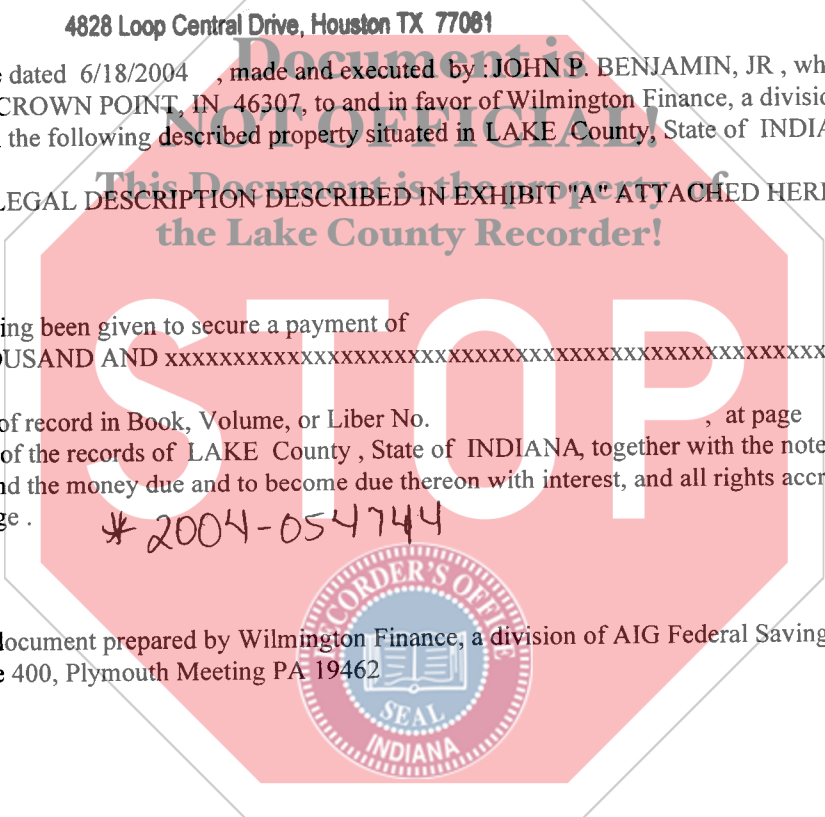 4828 Loop Central Drive, Houston TX 77081
Document is
e dated 6/18/2004 , made and executed by : JOHN P. BENJAMIN, JR , wh
CROWN POINT, IN 46307, to and in favor of Wilmington Finance, a divisio
NOT OFFICIAL!
the following described property situated in LAKE County, State of INDIA
This Document is the property of
LEGAL DESCRIPTION DESCRIBED IN EXHIBIT "A" ATTACHED HERE
the Lake County Recorder!
STOP
ing been given to secure a payment of
OUSAND AND xxxxxxxxxxxxxxxxxxxxxxxxxxxxxxxxxxxxxxxxxxxxxxxxx
of record in Book, Volume, or Liber No. , at page
of the records of LAKE County , State of INDIANA, together with the note
nd the money due and to become due thereon with interest, and all rights accr
ge .
* 2004-054744
RECORDER'S OFFICE
document prepared by Wilmington Finance, a division of AIG Federal Saving
e 400, Plymouth Meeting PA 19462
SEAL
INDIANA